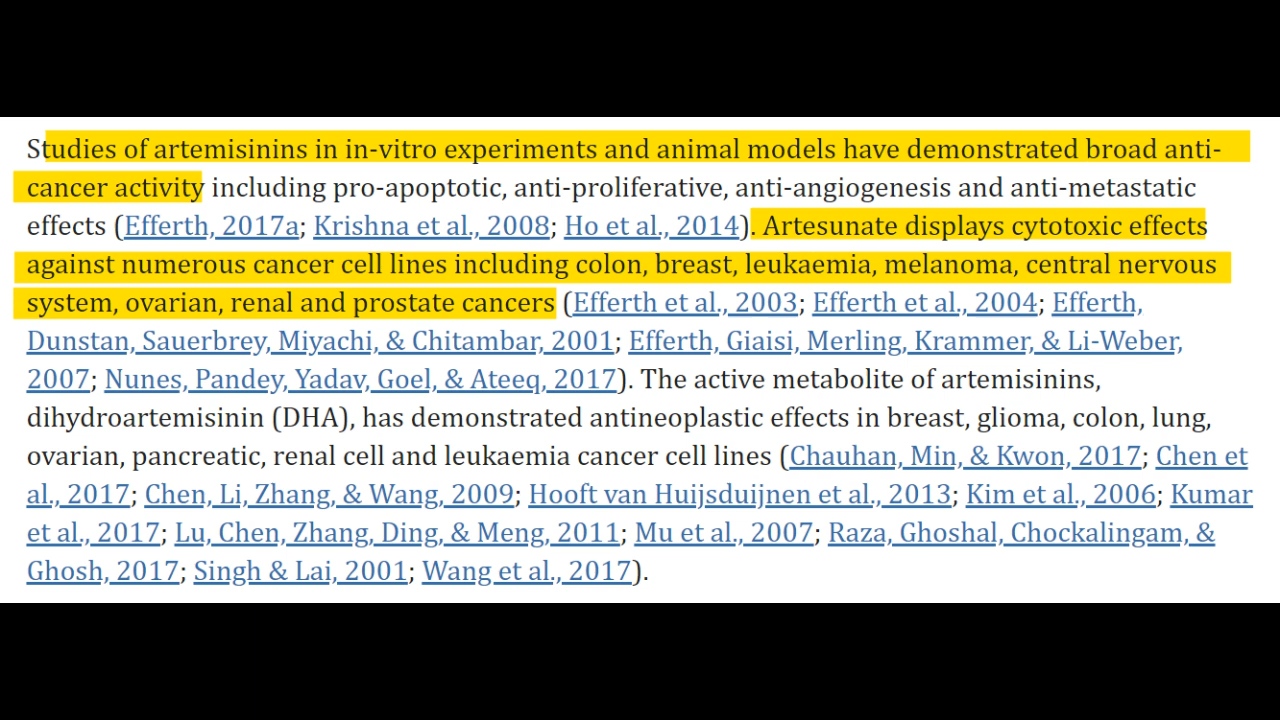 Studies of artemisinins in in-vitro experiments and animal models have demonstrated broad anti-
cancer activity including pro-apoptotic, anti-proliferative, anti-angiogenesis and anti-metastatic
effects (Efferth, 2017a; Krishna et al., 2008; Ho et al., 2014). Artesunate displays cytotoxic effects
against numerous cancer cell lines including colon, breast, leukaemia, melanoma, central nervous
system, ovarian, renal and prostate cancers (Efferth et al., 2003; Efferth et al., 2004; Efferth,
Dunstan, Sauerbrey, Miyachi, & Chitambar, 2001; Efferth, Giaisi, Merling, Krammer, & Li-Weber,
2007; Nunes, Pandey, Yadav, Goel, & Ateeq, 2017). The active metabolite of artemisinins,
dihydroartemisinin (DHA), has demonstrated antineoplastic effects in breast, glioma, colon, lung,
ovarian, pancreatic, renal cell and leukaemia cancer cell lines (Chauhan, Min, & Kwon, 2017; Chen et
al., 2017; Chen, Li, Zhang, & Wang, 2009; Hooft van Huijsduijnen et al., 2013; Kim et al., 2006; Kumar
et al., 2017; Lu, Chen, Zhang, Ding, & Meng, 2011; Mu et al., 2007; Raza, Ghoshal, Chockalingam, &
Ghosh, 2017; Singh & Lai, 2001; Wang et al., 2017).